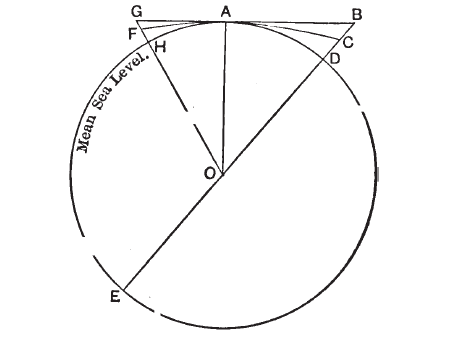 G A B
F C
H D
Mean Sea Level.
O
E